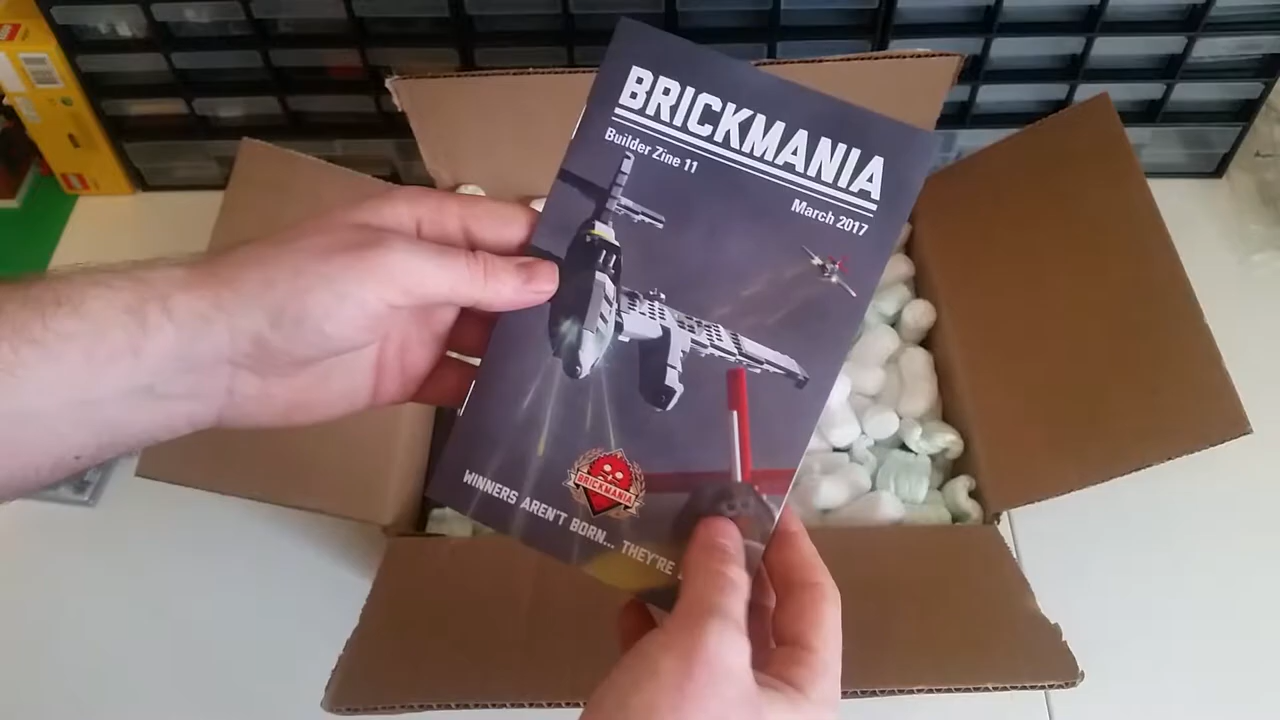 BRICKMANIA
Builder Zine 11
March 2017
BRICKMANIA
WINNERS AREN'T BORN... THEY'RE